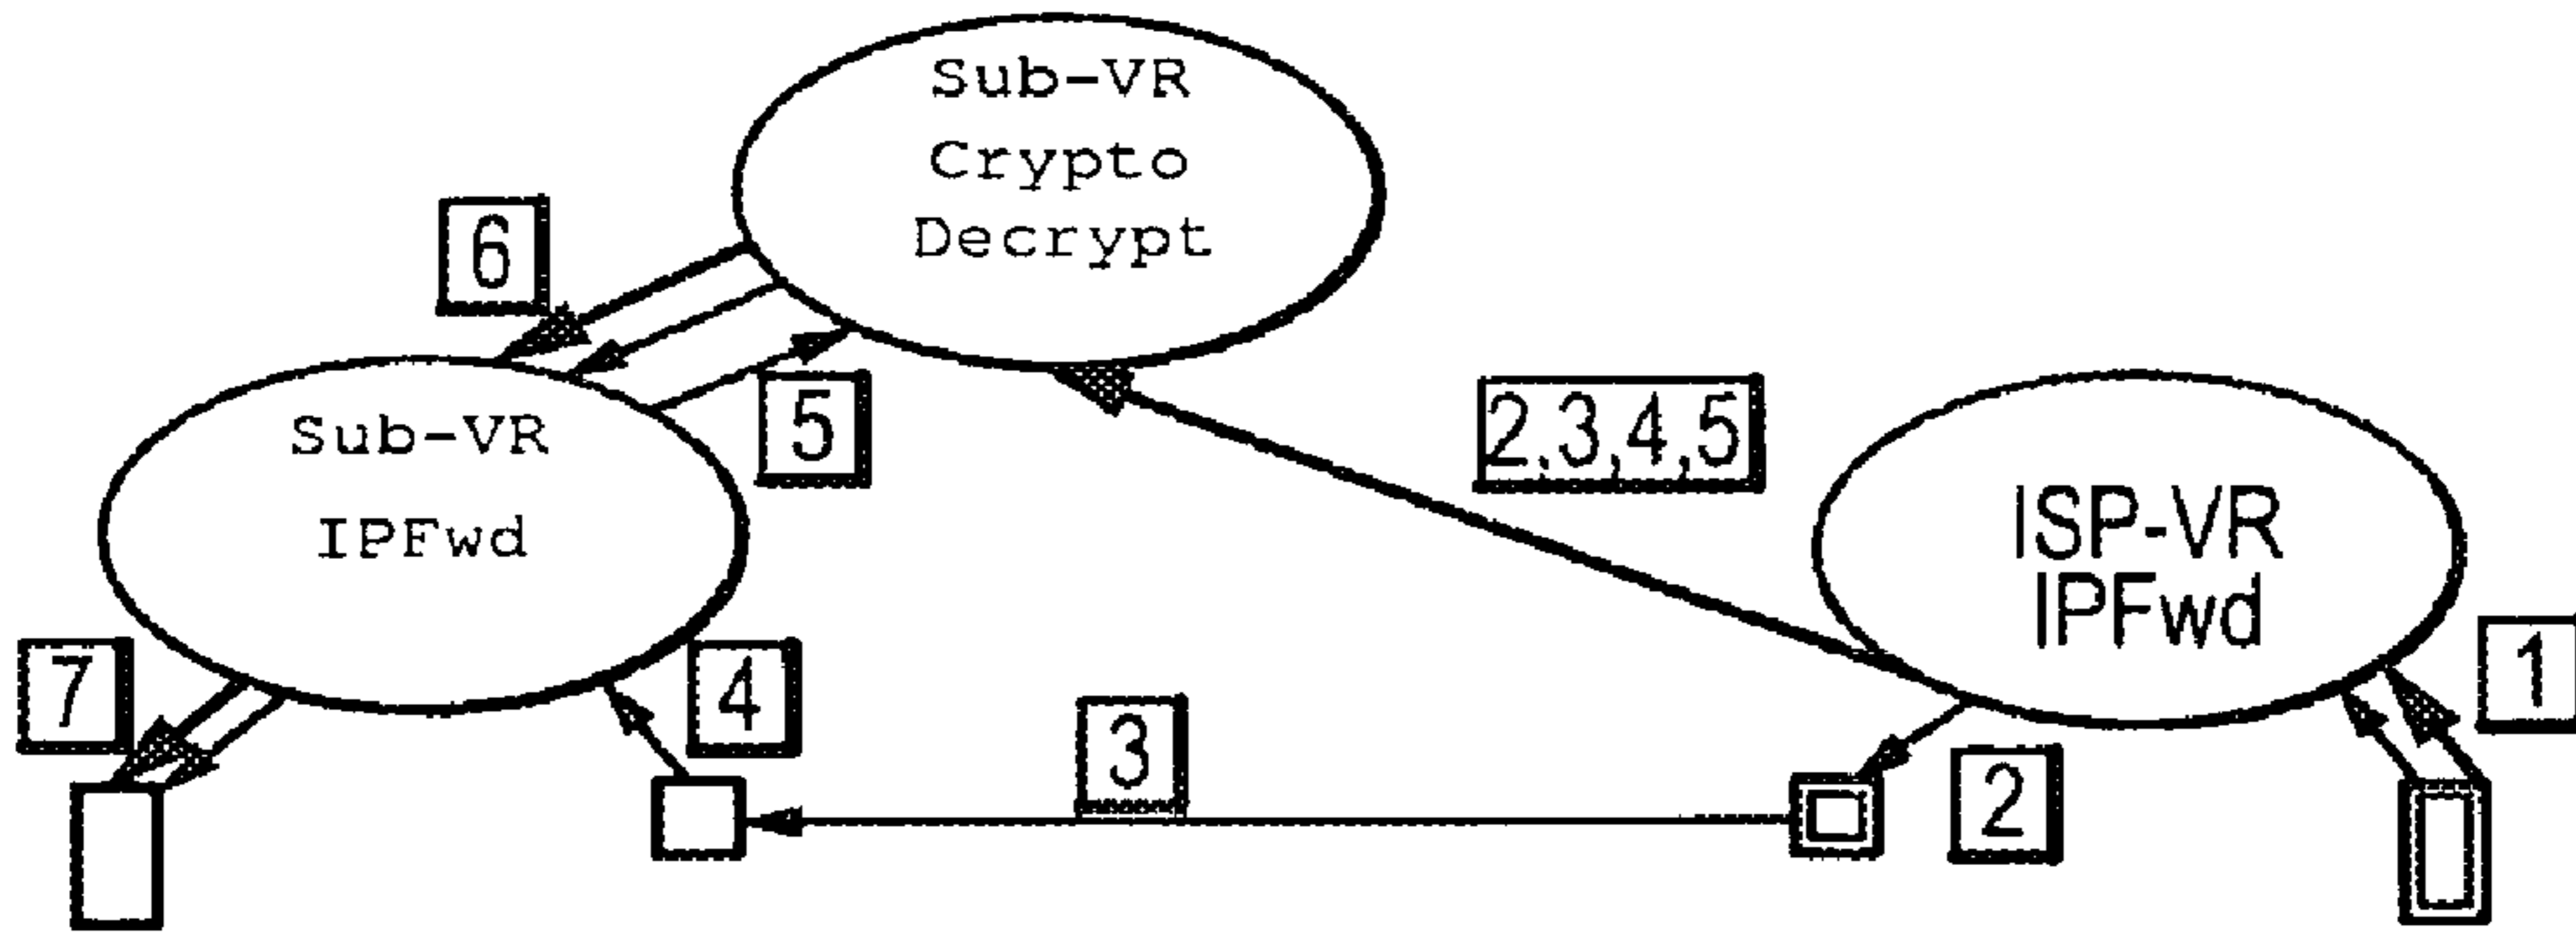 Sub-VR
Crypto
Decrypt
6
5
Sub-VR
IPFwd
2,3,4,5
ISP-VR
IPFwd
1
7
4
3
2